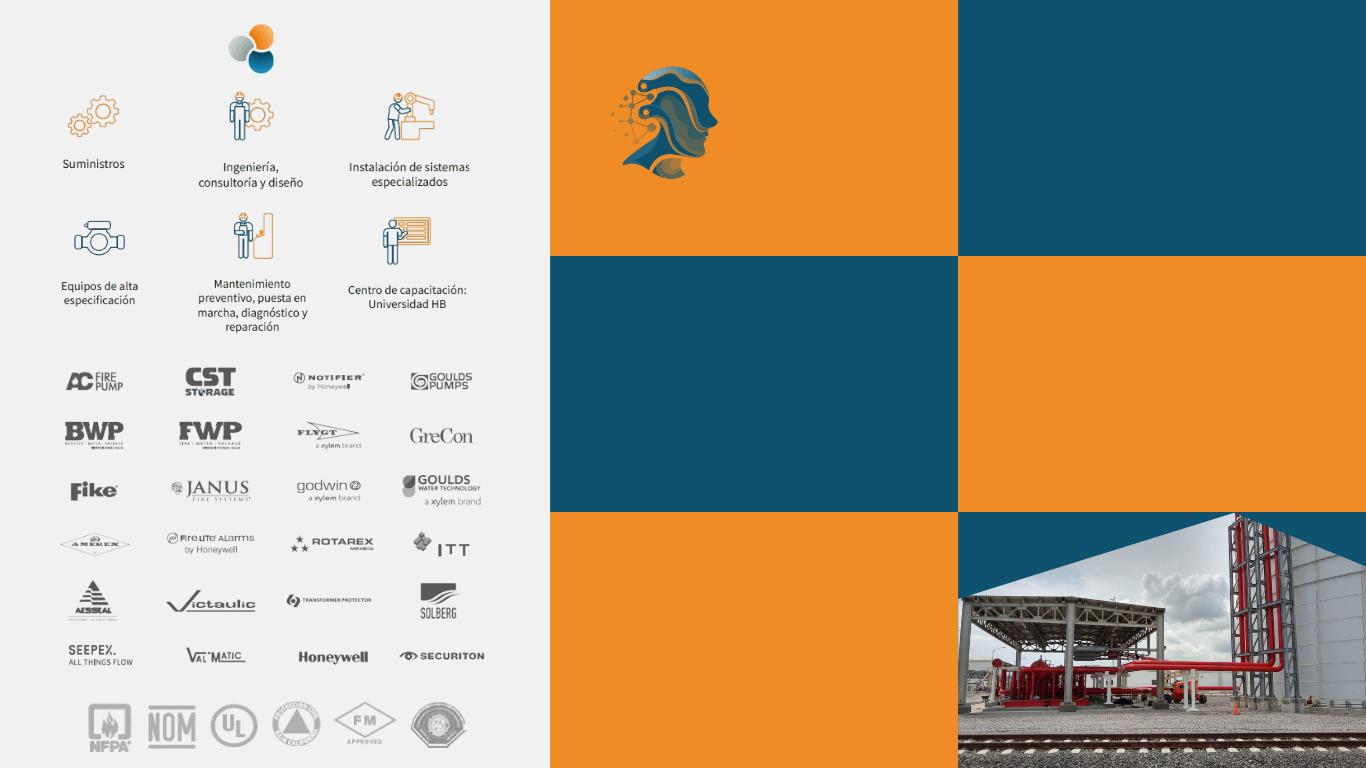 Suministros
Ingeniería,
consultoría y diseño
Instalación de sistemas
especializados
Equipos de alta
especificación
Mantenimiento
preventivo, puesta en
marcha, diagnóstico y
reparación
Centro de capacitación:
Universidad HB
AC FIRE
PUMP
CST
STORAGE
NOTIFIER®
by Honeywell
GOULDS
PUMPS
BWP
FWP
FIRE / WATER / PACKAGE
FLYGT
a xylem brand
GreCon
Fike®
JANUS
FIRE SYSTEMS®
godwin
a xylem brand
GOULDS
WATER TECHNOLOGY
a xylem brand
AMEREX
Fire Lite Alarms
by Honeywell
ROTAREX
MEXICO
ITT
AESSEAL
Victaulic
TRANSFORMER PROTECTOR
SOLBERG
SEEPEX.
ALL THINGS FLOW
VAL MATIC
Honeywell
SECURITON
NFPA®
NOM
UL
FM
APPROVED